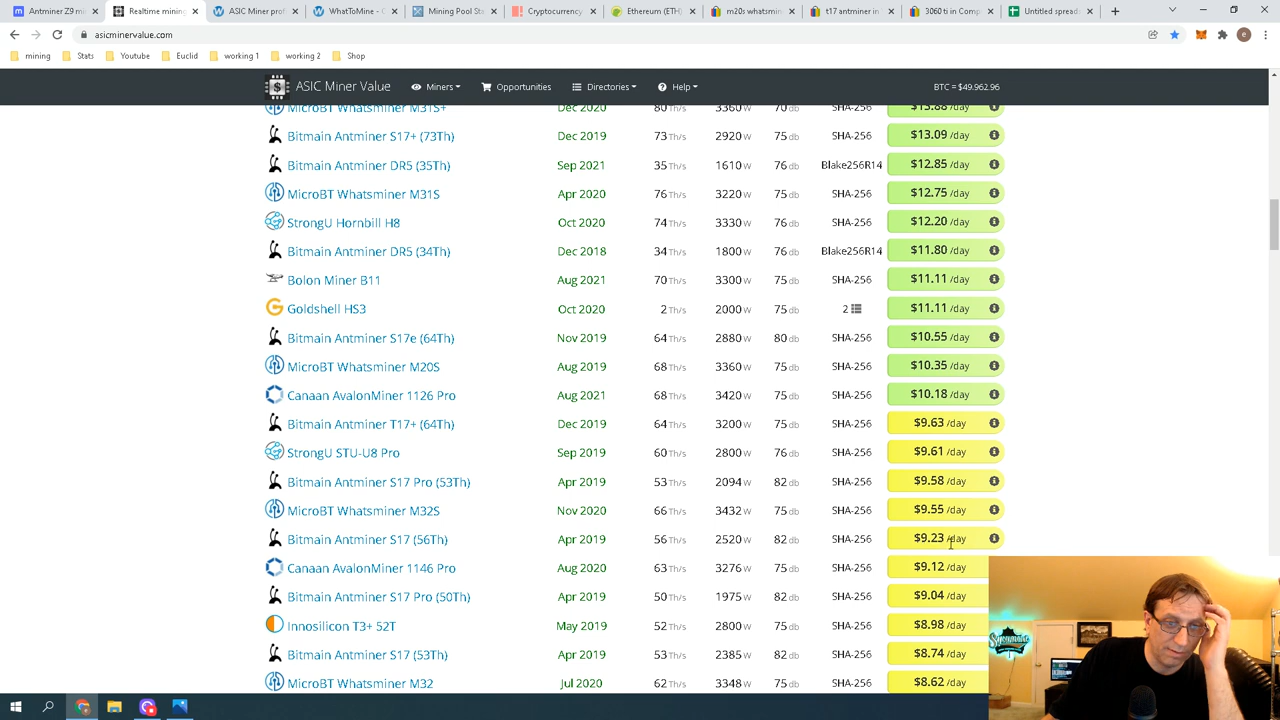 Antminer Z9 mi
Realtime mining
ASIC Miner prof
WhatToMine - C
Mining Pool Sta
Cryptocurrency
Ethereum (ETH)
m20s whatsmin
t17 antminer in
3060 ti in Comp
Untitled spread
asicminervalue.com
mining
Stats
Youtube
Euclid
working 1
working 2
Shop
ASIC Miner Value
Miners
Opportunities
Directories
Help
BTC = $49,962.96
MicroBT Whatsminer M31S+ Dec 2020 80 Th/s 3360 W 70 db SHA-256 $13.88 /day
Bitmain Antminer S17+ (73Th) Dec 2019 73 Th/s 2920 W 75 db SHA-256 $13.09 /day
Bitmain Antminer DR5 (35Th) Sep 2021 35 Th/s 1610 W 76 db Blake256R14 $12.85 /day
MicroBT Whatsminer M31S Apr 2020 76 Th/s 3220 W 75 db SHA-256 $12.75 /day
StrongU Hornbill H8 Oct 2020 74 Th/s 3330 W 76 db SHA-256 $12.20 /day
Bitmain Antminer DR5 (34Th) Dec 2018 34 Th/s 1800 W 76 db Blake256R14 $11.80 /day
Bolon Miner B11 Aug 2021 70 Th/s 3300 W 75 db SHA-256 $11.11 /day
Goldshell HS3 Oct 2020 2 Th/s 2000 W 75 db 2 $11.11 /day
Bitmain Antminer S17e (64Th) Nov 2019 64 Th/s 2880 W 80 db SHA-256 $10.55 /day
MicroBT Whatsminer M20S Aug 2019 68 Th/s 3360 W 75 db SHA-256 $10.35 /day
Canaan AvalonMiner 1126 Pro Aug 2021 68 Th/s 3420 W 75 db SHA-256 $10.18 /day
Bitmain Antminer T17+ (64Th) Dec 2019 64 Th/s 3200 W 75 db SHA-256 $9.63 /day
StrongU STU-U8 Pro Sep 2019 60 Th/s 2800 W 76 db SHA-256 $9.61 /day
Bitmain Antminer S17 Pro (53Th) Apr 2019 53 Th/s 2094 W 82 db SHA-256 $9.58 /day
MicroBT Whatsminer M32S Nov 2020 66 Th/s 3432 W 75 db SHA-256 $9.55 /day
Bitmain Antminer S17 (56Th) Apr 2019 56 Th/s 2520 W 82 db SHA-256 $9.23 /day
Canaan AvalonMiner 1146 Pro Aug 2020 63 Th/s 3276 W 75 db SHA-256 $9.12 /day
Bitmain Antminer S17 Pro (50Th) Apr 2019 50 Th/s 1975 W 82 db SHA-256 $9.04 /day
Innosilicon T3+ 52T May 2019 52 Th/s 2800 W 75 db SHA-256 $8.98 /day
Bitmain Antminer S17 (53Th) Apr 2019 53 Th/s 2385 W 82 db SHA-256 $8.74 /day
MicroBT Whatsminer M32 Jul 2020 62 Th/s 3348 W 75 db SHA-256 $8.62 /day